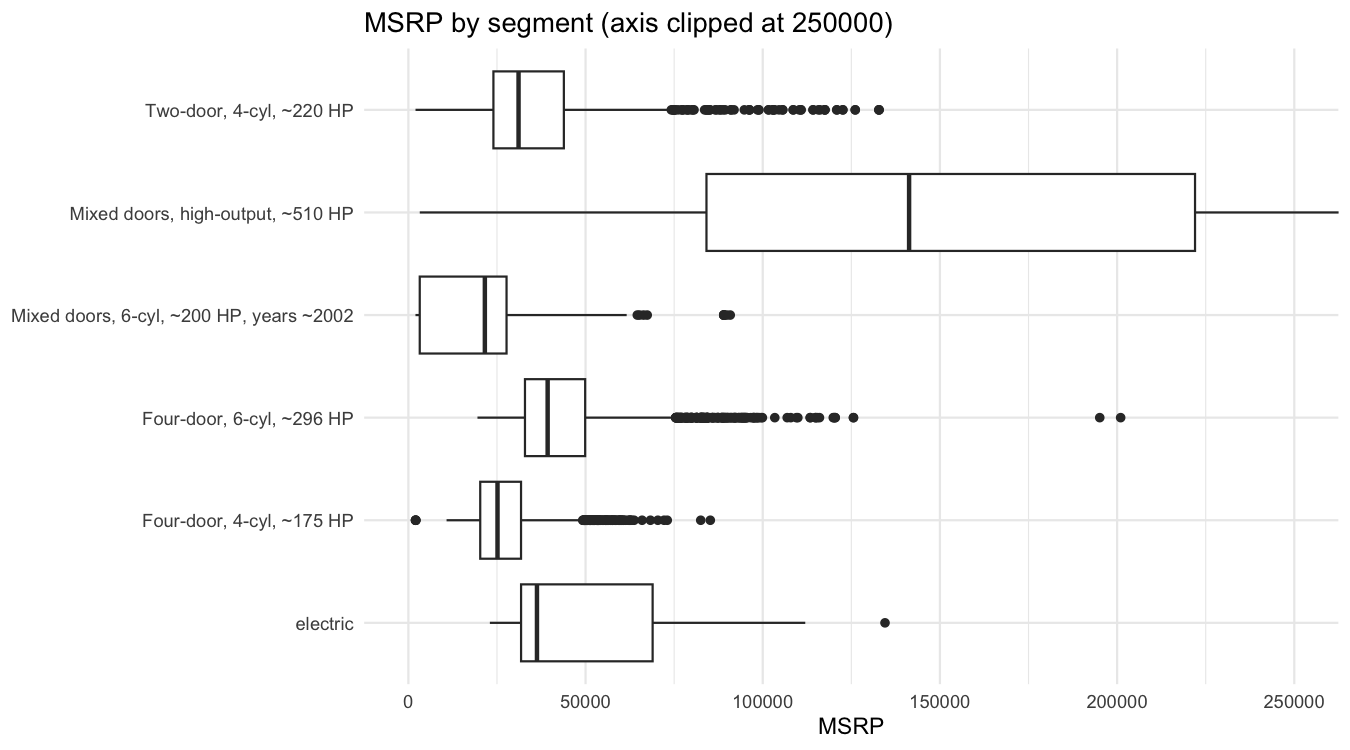 MSRP by segment (axis clipped at 250000)
Two-door, 4-cyl, ~220 HP
Mixed doors, high-output, ~510 HP
Mixed doors, 6-cyl, ~200 HP, years ~2002
Four-door, 6-cyl, ~296 HP
Four-door, 4-cyl, ~175 HP
electric
0 50000 100000 150000 200000 250000
MSRP